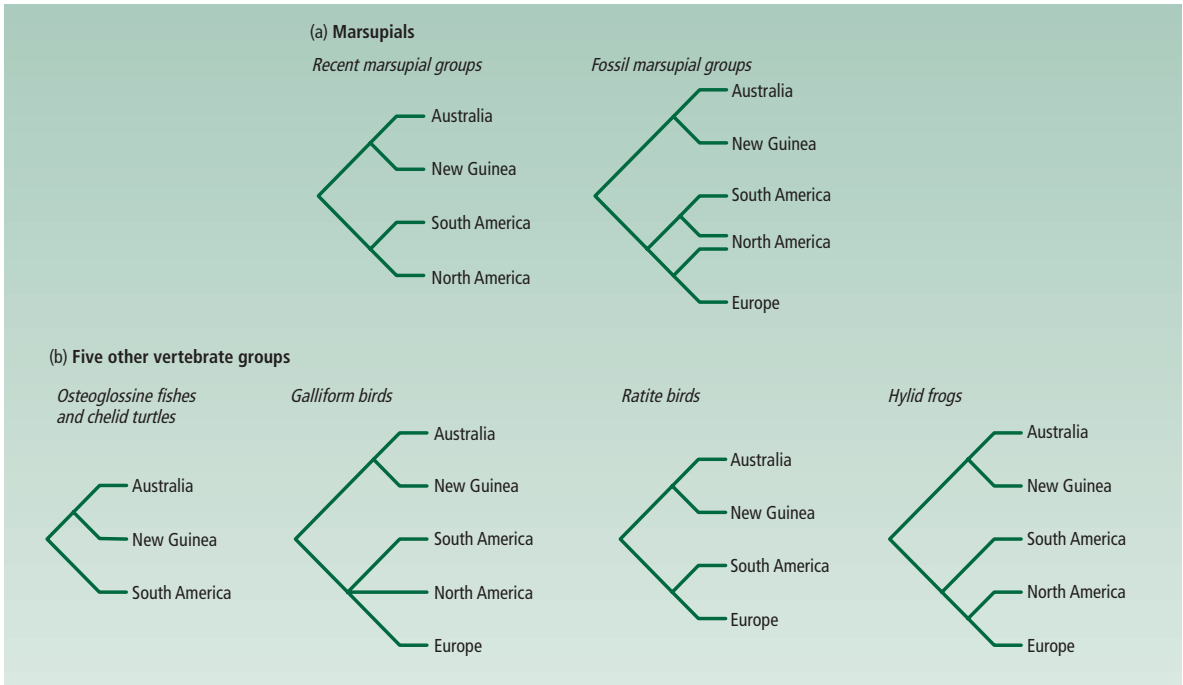 (a) Marsupials
Recent marsupial groups
Australia
New Guinea
South America
North America
Fossil marsupial groups
Australia
New Guinea
South America
North America
Europe
(b) Five other vertebrate groups
Osteoglossine fishes
and chelid turtles
Australia
New Guinea
South America
Galliform birds
Australia
New Guinea
South America
North America
Europe
Ratite birds
Australia
New Guinea
South America
Europe
Hylid frogs
Australia
New Guinea
South America
North America
Europe